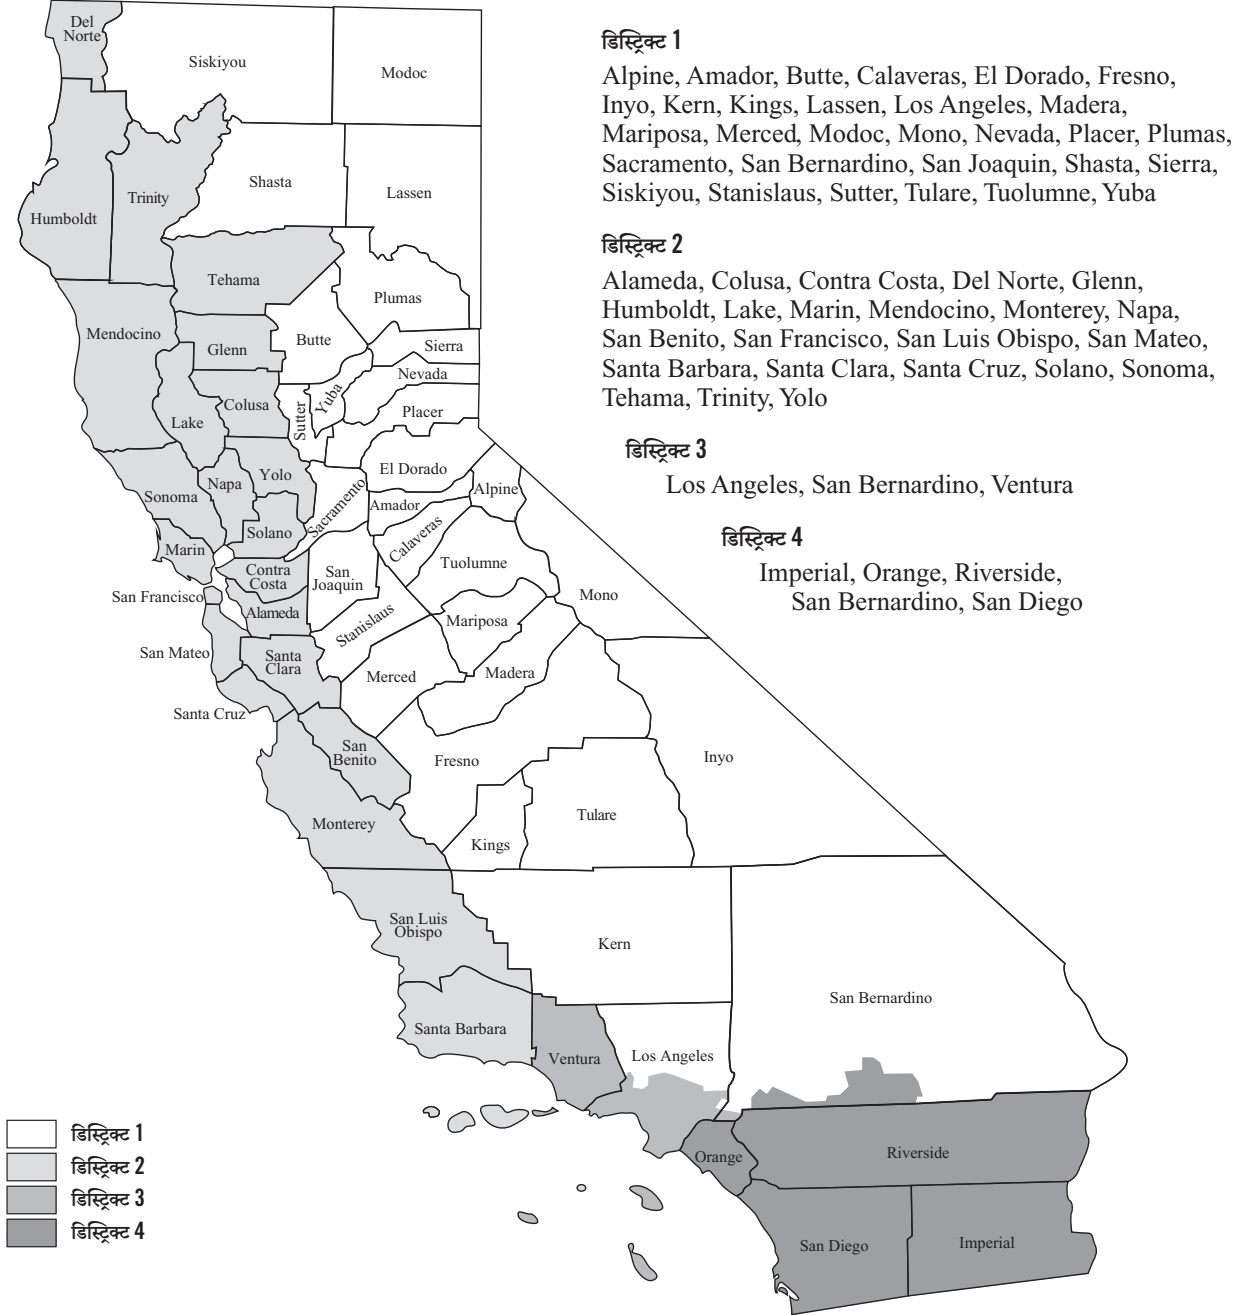 Del
Norte
Siskiyou
Modoc
Shasta
Lassen
Trinity
Humboldt
Tehama
Plumas
Mendocino
Glenn
Butte
Sierra
Nevada
Colusa
Sutter
Yuba
Placer
Lake
Yolo
Napa
Sonoma
El Dorado
Sacramento
Alpine
Amador
Solano
Calaveras
Marin
Contra
Costa
San
Joaquin
Tuolumne
Mono
San Francisco
Alameda
Stanislaus
Mariposa
San Mateo
Santa
Clara
Merced
Madera
Santa Cruz
San
Benito
Fresno
Inyo
Monterey
Kings
Tulare
San Luis
Obispo
Kern
San Bernardino
Santa Barbara
Ventura
Los Angeles
Orange
Riverside
San Diego
Imperial
डिस्ट्रिक्ट 1
Alpine, Amador, Butte, Calaveras, El Dorado, Fresno,
Inyo, Kern, Kings, Lassen, Los Angeles, Madera,
Mariposa, Merced, Modoc, Mono, Nevada, Placer, Plumas,
Sacramento, San Bernardino, San Joaquin, Shasta, Sierra,
Siskiyou, Stanislaus, Sutter, Tulare, Tuolumne, Yuba
डिस्ट्रिक्ट 2
Alameda, Colusa, Contra Costa, Del Norte, Glenn,
Humboldt, Lake, Marin, Mendocino, Monterey, Napa,
San Benito, San Francisco, San Luis Obispo, San Mateo,
Santa Barbara, Santa Clara, Santa Cruz, Solano, Sonoma,
Tehama, Trinity, Yolo
डिस्ट्रिक्ट 3
Los Angeles, San Bernardino, Ventura
डिस्ट्रिक्ट 4
Imperial, Orange, Riverside,
San Bernardino, San Diego
डिस्ट्रिक्ट 1
डिस्ट्रिक्ट 2
डिस्ट्रिक्ट 3
डिस्ट्रिक्ट 4